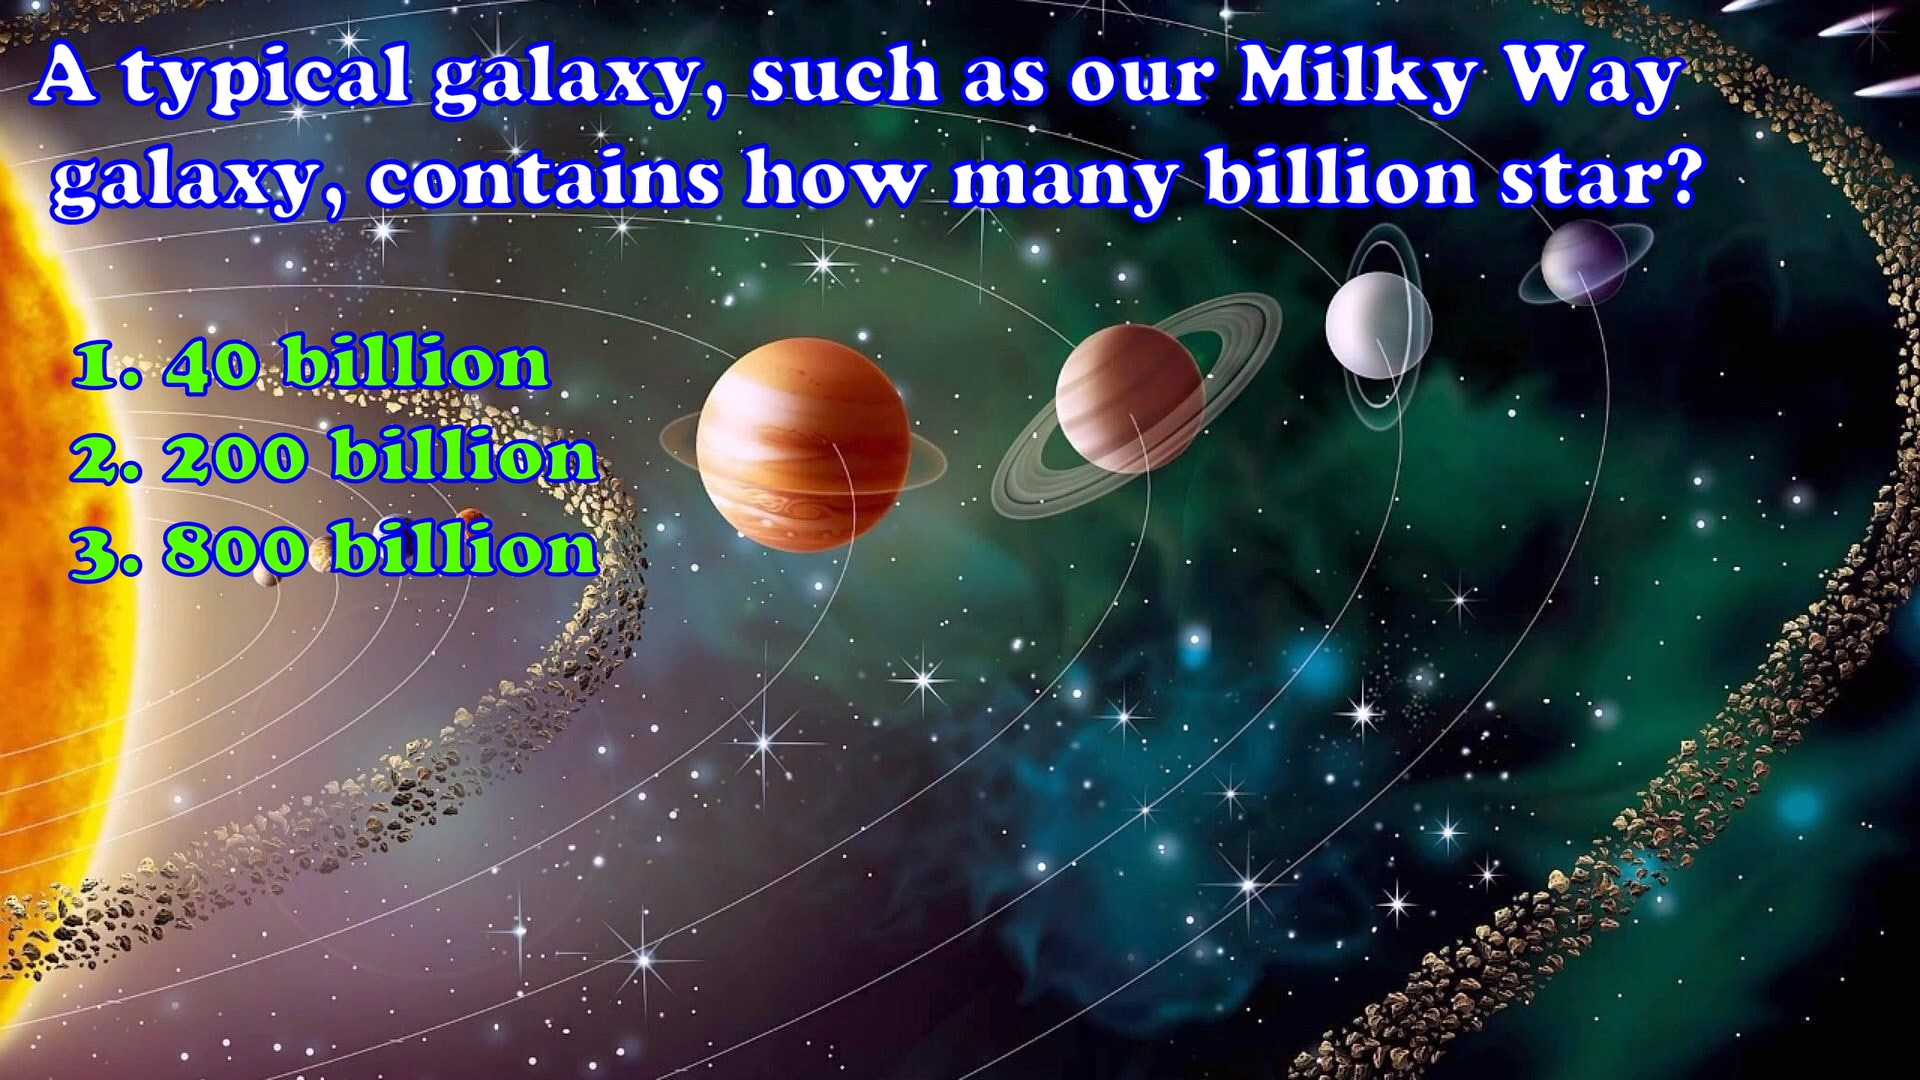 A typical galaxy, such as our Milky Way
galaxy, contains how many billion star?
1. 40 billion
2. 200 billion
3. 800 billion